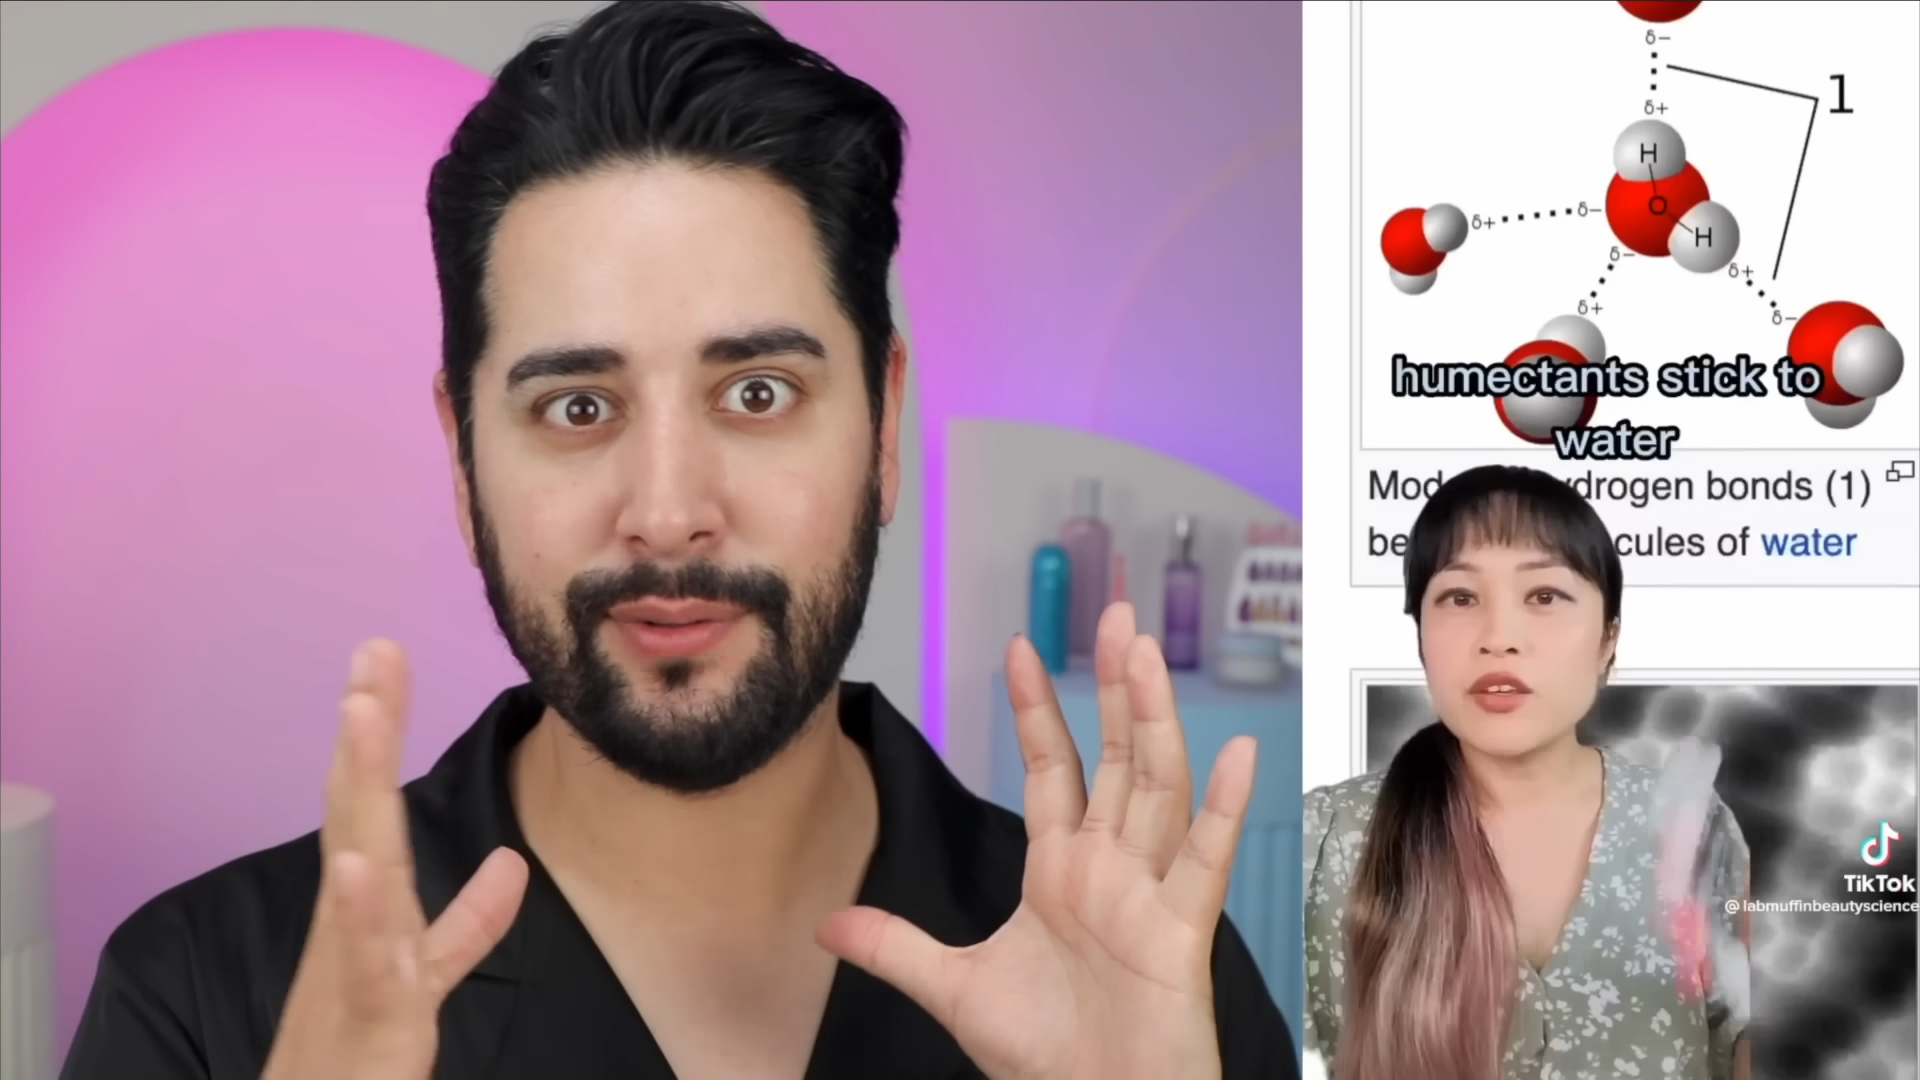 δ−
δ+
1
H
O
H
δ+
δ−
δ−
δ+
δ+
δ−
humectants stick to
water
Mod
drogen bonds (1)
be
cules of water
TikTok
@labmuffinbeautyscience